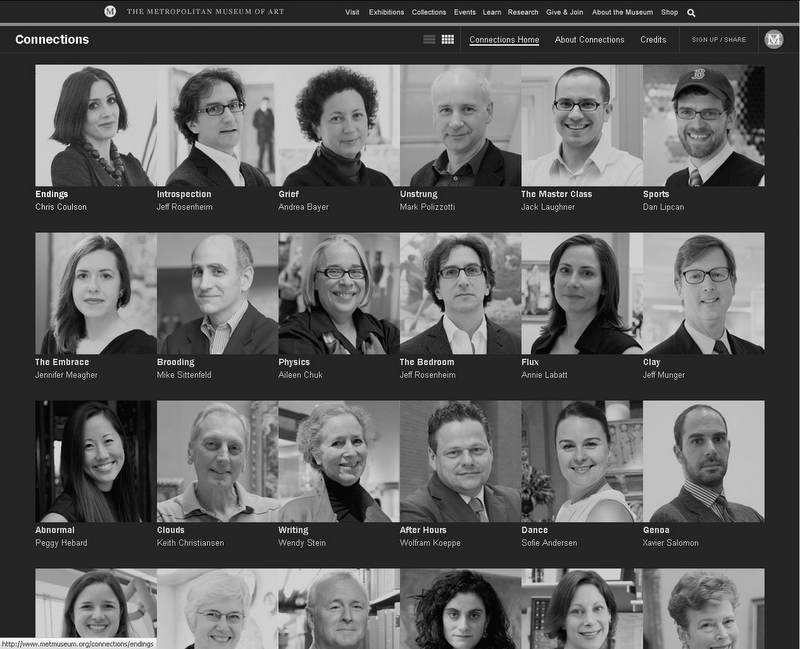 M THE METROPOLITAN MUSEUM OF ART Visit Exhibitions Collections Events Learn Research Give & Join About the Museum Shop
Connections Connections Home About Connections Credits SIGN UP / SHARE M
B
Endings Introspection Grief Unstrung The Master Class Sports
Chris Coulson Jeff Rosenheim Andrea Bayer Mark Polizzotti Jack Laughner Dan Lipcan
The Embrace Brooding Physics The Bedroom Flux Clay
Jennifer Meagher Mike Sittenfeld Aileen Chuk Jeff Rosenheim Annie Labatt Jeff Munger
Abnormal Clouds Writing After Hours Dance Genoa
Peggy Hebard Keith Christiansen Wendy Stein Wolfram Koeppe Sofie Andersen Xavier Salomon
http://www.metmuseum.org/connections/endings